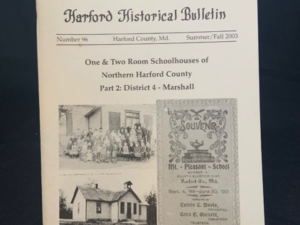 Harford Historical Bulletin
Number 96 Harford County, Md. Summer/Fall 2003
One & Two Room Schoolhouses of
Northern Harford County
Part 2: District 4 - Marshall
SOUVENIR
Mt. Pleasant School